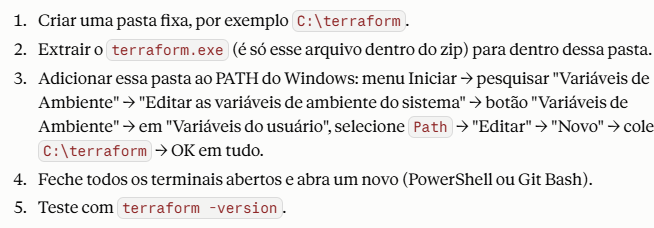 1. Criar uma pasta fixa, por exemplo C:\terraform.
2. Extrair o terraform.exe (é só esse arquivo dentro do zip) para dentro dessa pasta.
3. Adicionar essa pasta ao PATH do Windows: menu Iniciar → pesquisar "Variáveis de
Ambiente" → "Editar as variáveis de ambiente do sistema" → botão "Variáveis de
Ambiente" → em "Variáveis do usuário", selecione Path → "Editar" → "Novo" → cole
C:\terraform → OK em tudo.
4. Feche todos os terminais abertos e abra um novo (PowerShell ou Git Bash).
5. Teste com terraform -version.